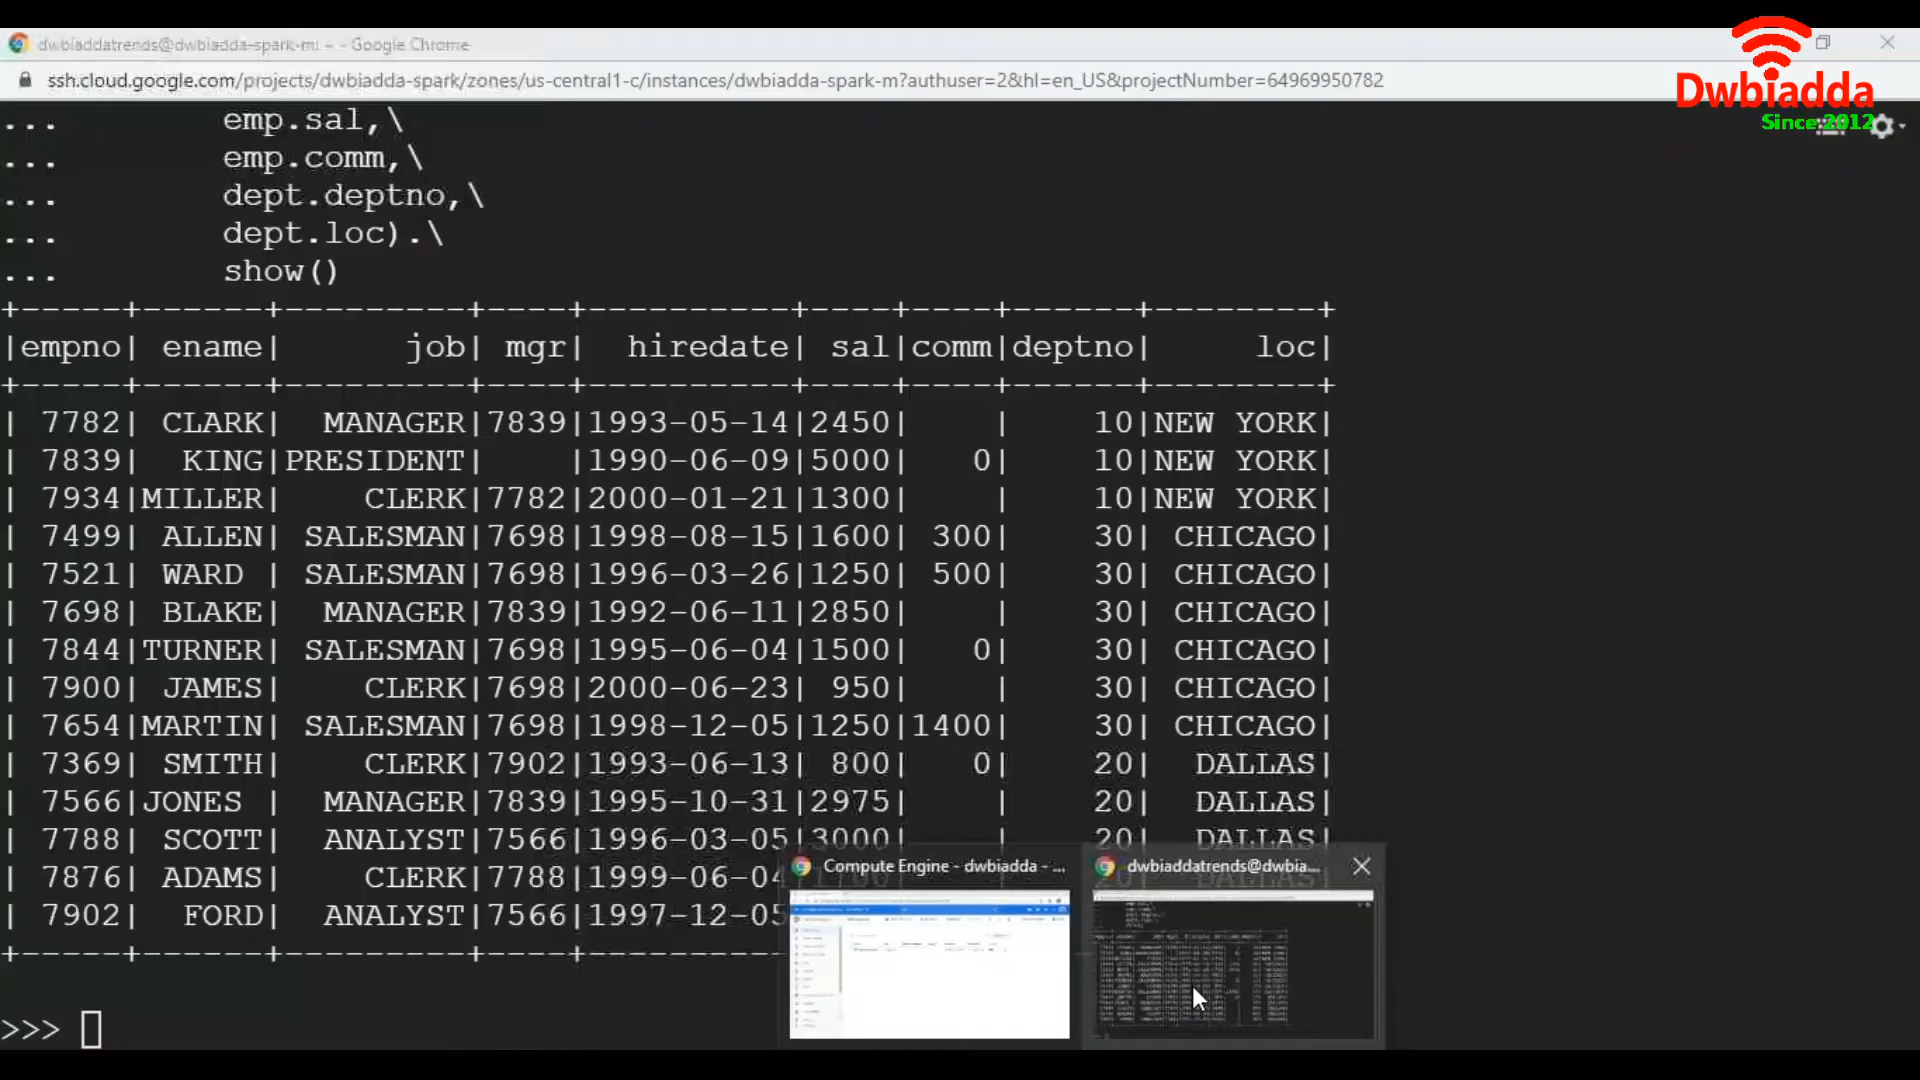 dwbiaddatrends@dwbiadda-spark-m: ~ - Google Chrome
Dwbiadda
Since 2012
ssh.cloud.google.com/projects/dwbiadda-spark/zones/us-central1-c/instances/dwbiadda-spark-m?authuser=2&hl=en_US&projectNumber=64969950782
...        emp.sal,\
...        emp.comm,\
...        dept.deptno,\
...        dept.loc).\
...        show()
+-----+------+---------+----+----------+----+----+------+--------+
|empno| ename|      job| mgr|  hiredate| sal|comm|deptno|     loc|
+-----+------+---------+----+----------+----+----+------+--------+
| 7782| CLARK|  MANAGER|7839|1993-05-14|2450|    |    10|NEW YORK|
| 7839|  KING|PRESIDENT|    |1990-06-09|5000|   0|    10|NEW YORK|
| 7934|MILLER|    CLERK|7782|2000-01-21|1300|    |    10|NEW YORK|
| 7499| ALLEN| SALESMAN|7698|1998-08-15|1600| 300|    30| CHICAGO|
| 7521| WARD | SALESMAN|7698|1996-03-26|1250| 500|    30| CHICAGO|
| 7698| BLAKE|  MANAGER|7839|1992-06-11|2850|    |    30| CHICAGO|
| 7844|TURNER| SALESMAN|7698|1995-06-04|1500|   0|    30| CHICAGO|
| 7900| JAMES|    CLERK|7698|2000-06-23| 950|    |    30| CHICAGO|
| 7654|MARTIN| SALESMAN|7698|1998-12-05|1250|1400|    30| CHICAGO|
| 7369| SMITH|    CLERK|7902|1993-06-13| 800|   0|    20|  DALLAS|
| 7566|JONES |  MANAGER|7839|1995-10-31|2975|    |    20|  DALLAS|
| 7788| SCOTT|  ANALYST|7566|1996-03-05|3000|    |    20|  DALLAS|
| 7876| ADAMS|    CLERK|7788|1999-06-04
| 7902|  FORD|  ANALYST|7566|1997-12-05
+-----+------+---------+----+----------
Compute Engine - dwbiadda - ...
dwbiaddatrends@dwbia...
>>>